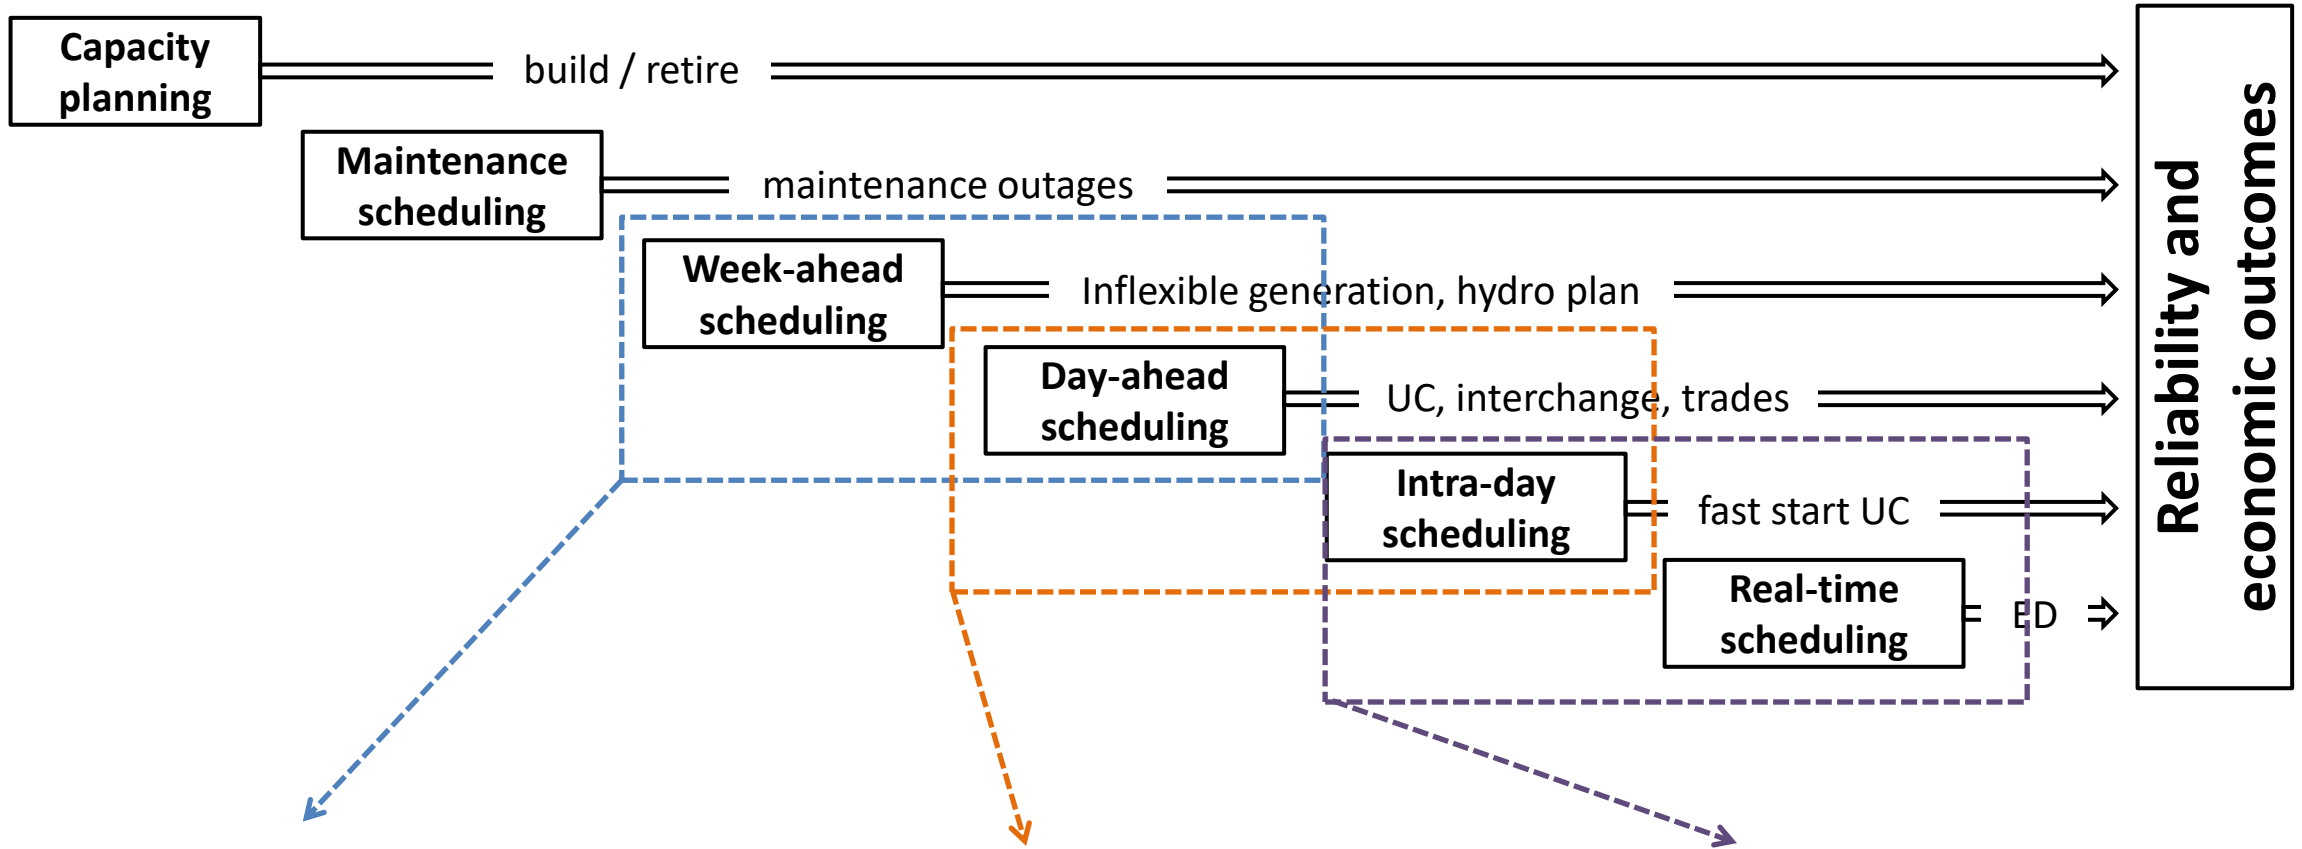 Capacity
planning
build / retire
Maintenance
scheduling
maintenance outages
Week-ahead
scheduling
Inflexible generation, hydro plan
Day-ahead
scheduling
UC, interchange, trades
Intra-day
scheduling
fast start UC
Real-time
scheduling
ED
Reliability and
economic outcomes